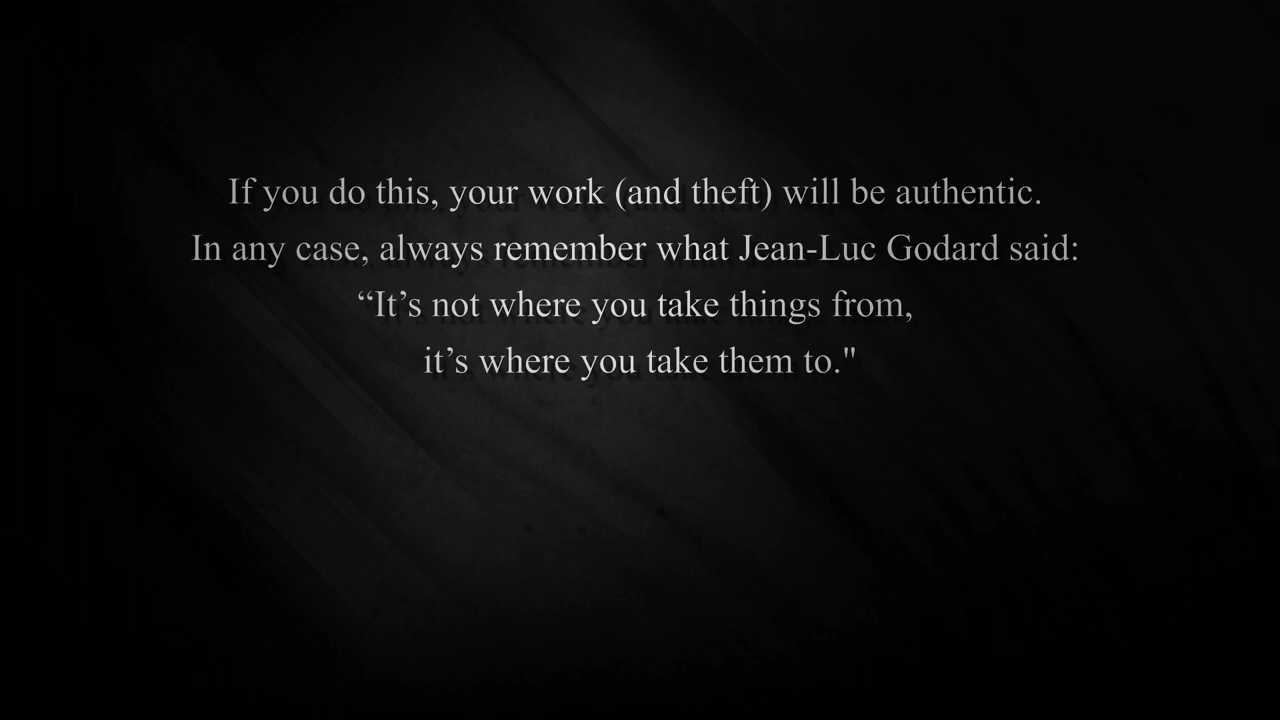 If you do this, your work (and theft) will be authentic.
In any case, always remember what Jean-Luc Godard said:
“It’s not where you take things from,
it’s where you take them to."